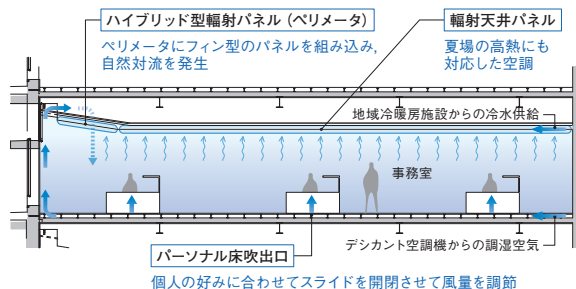 ハイブリッド型輻射パネル(ペリメータ)
ペリメータにフィン型のパネルを組み込み,
自然対流を発生
輻射天井パネル
夏場の高熱にも
対応した空調
地域冷暖房施設からの冷水供給
事務室
デシカント空調機からの調湿空気
パーソナル床吹出口
個人の好みに合わせてスライドを開閉させて風量を調節